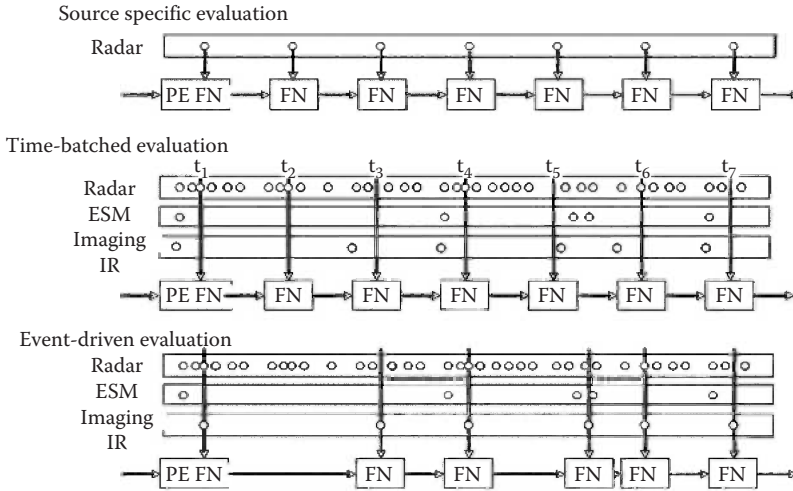 Source specific evaluation
Radar
PE FN FN FN FN FN FN FN
Time-batched evaluation
t1 t2 t3 t4 t5 t6 t7
Radar
ESM
Imaging
IR
PE FN FN FN FN FN FN FN
Event-driven evaluation
Radar
ESM
Imaging
IR
PE FN FN FN FN FN FN